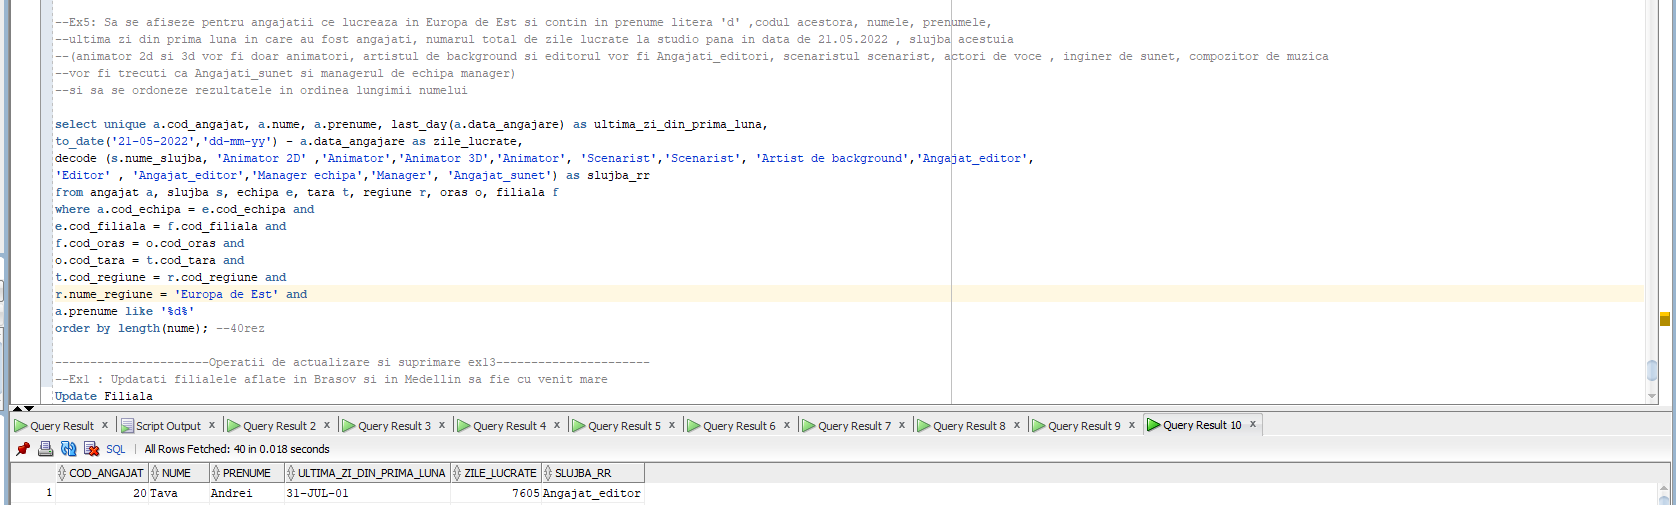 --Ex5: Sa se afiseze pentru angajatii ce lucreaza in Europa de Est si contin in prenume litera 'd' ,codul acestora, numele, prenumele,
--ultima zi din prima luna in care au fost angajati, numarul total de zile lucrate la studio pana in data de 21.05.2022 , slujba acestuia
--(animator 2d si 3d vor fi doar animatori, artistul de background si editorul vor fi Angajati_editori, scenaristul scenarist, actori de voce , inginer de sunet, compozitor de muzica
--vor fi trecuti ca Angajati_sunet si managerul de echipa manager)
--si sa se ordoneze rezultatele in ordinea lungimii numelui
select unique a.cod_angajat, a.nume, a.prenume, last_day(a.data_angajare) as ultima_zi_din_prima_luna,
to_date('21-05-2022','dd-mm-yy') - a.data_angajare as zile_lucrate,
decode (s.nume_slujba, 'Animator 2D' ,'Animator','Animator 3D','Animator', 'Scenarist','Scenarist', 'Artist de background','Angajat_editor',
'Editor' , 'Angajat_editor','Manager echipa','Manager', 'Angajat_sunet') as slujba_rr
from angajat a, slujba s, echipa e, tara t, regiune r, oras o, filiala f
where a.cod_echipa = e.cod_echipa and
e.cod_filiala = f.cod_filiala and
f.cod_oras = o.cod_oras and
o.cod_tara = t.cod_tara and
t.cod_regiune = r.cod_regiune and
r.nume_regiune = 'Europa de Est' and
a.prenume like '%d%'
order by length(nume); --40rez
----------------------Operatii de actualizare si suprimare ex13----------------------
--Ex1 : Updatati filialele aflate in Brasov si in Medellin sa fie cu venit mare
Update Filiala
Query Result x Script Output x Query Result 2 x Query Result 3 x Query Result 4 x Query Result 5 x Query Result 6 x Query Result 7 x Query Result 8 x Query Result 9 x Query Result 10 x
SQL | All Rows Fetched: 40 in 0.018 seconds
COD_ANGAJAT NUME PRENUME ULTIMA_ZI_DIN_PRIMA_LUNA ZILE_LUCRATE SLUJBA_RR
1 20 Tava Andrei 31-JUL-01 7605 Angajat_editor